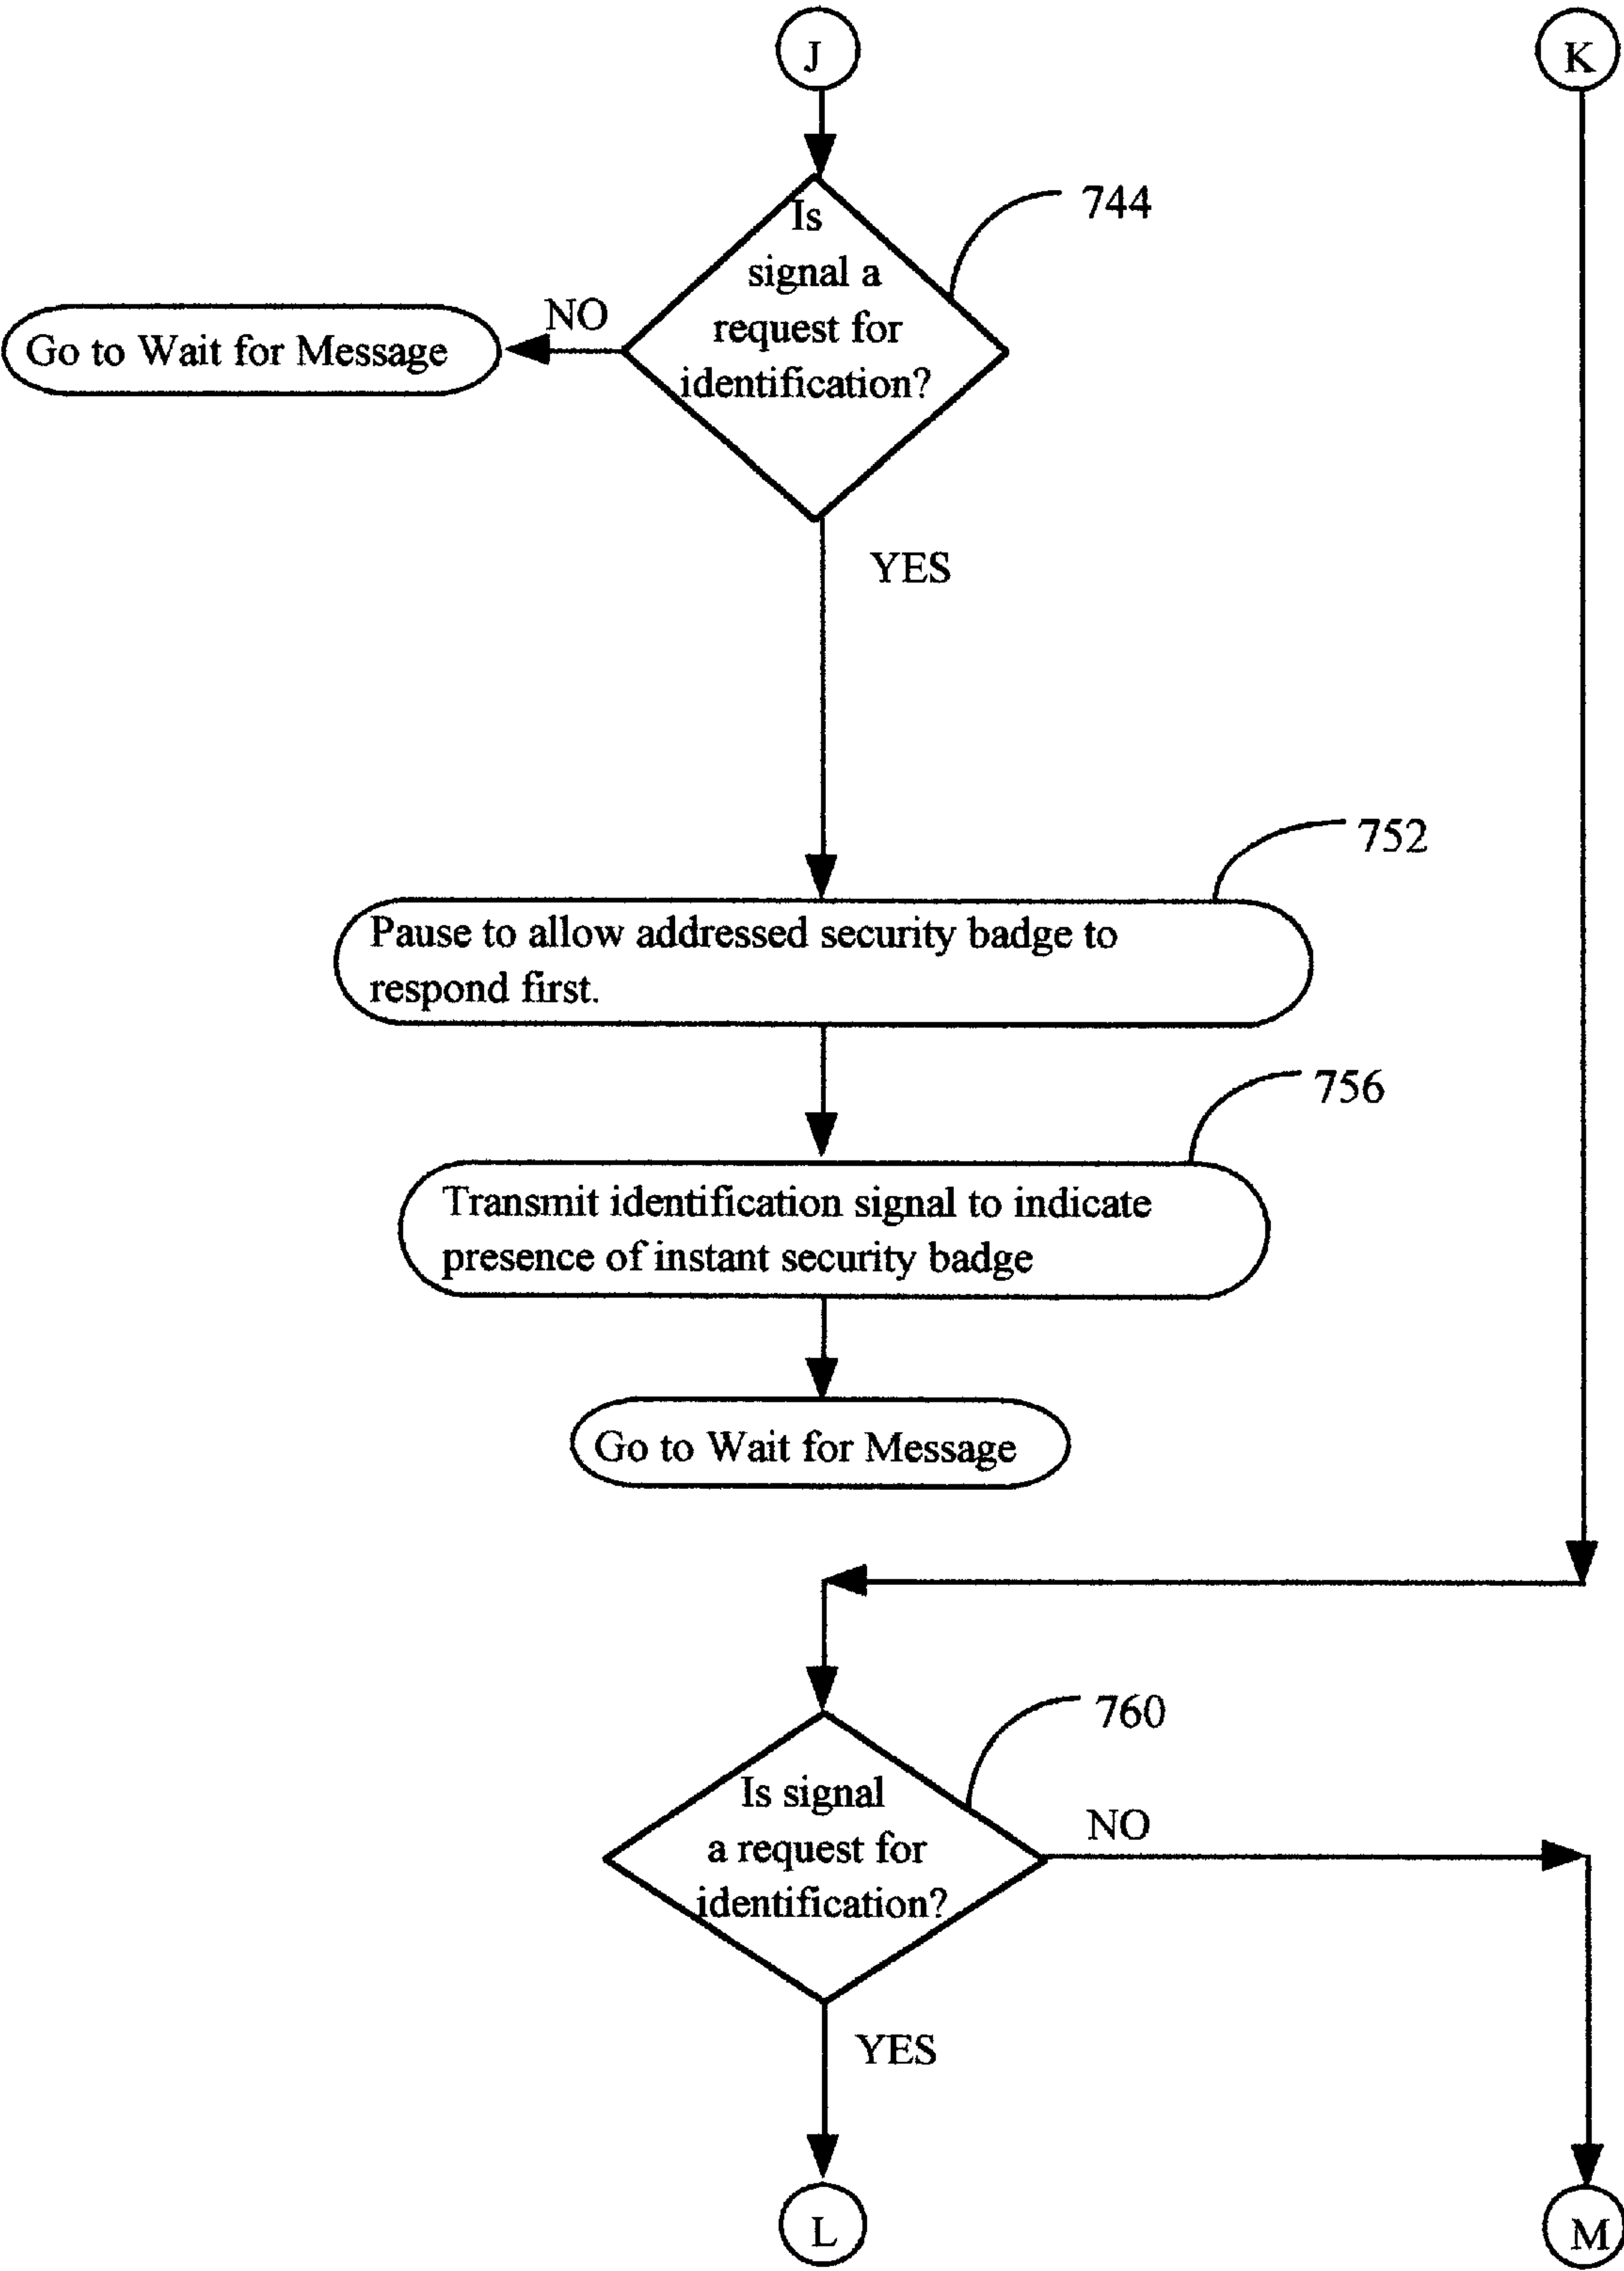 J
K
Is
signal a
request for
identification?
744
NO
Go to Wait for Message
YES
752
Pause to allow addressed security badge to
respond first.
756
Transmit identification signal to indicate
presence of instant security badge
Go to Wait for Message
760
Is signal
a request for
identification?
NO
YES
L
M